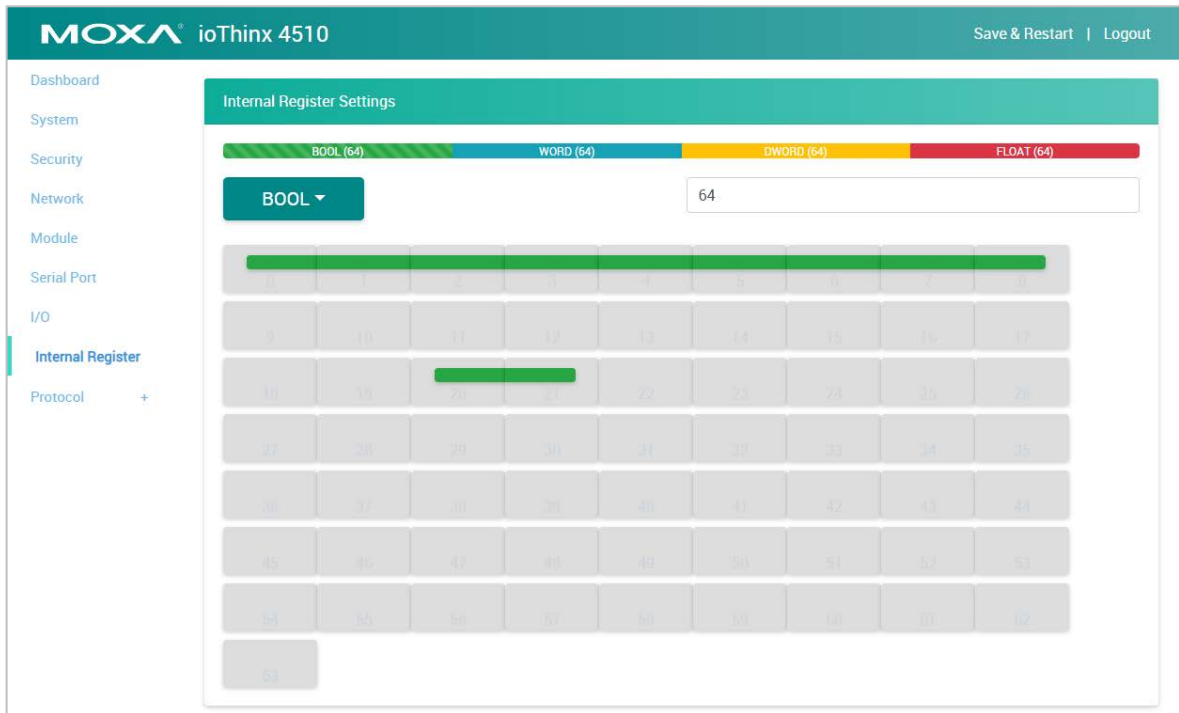 MOXA® ioThinx 4510
Save & Restart | Logout
Dashboard
System
Security
Network
Module
Serial Port
I/O
Internal Register
Protocol +
Internal Register Settings
BOOL (64) WORD (64) DWORD (64) FLOAT (64)
BOOL
64
0 1 2 3 4 5 6 7 8
9 10 11 12 13 14 15 16 17
18 19 20 21 22 23 24 25 26
27 28 29 30 31 32 33 34 35
36 37 38 39 40 41 42 43 44
45 46 47 48 49 50 51 52 53
54 55 56 57 58 59 60 61 62
63